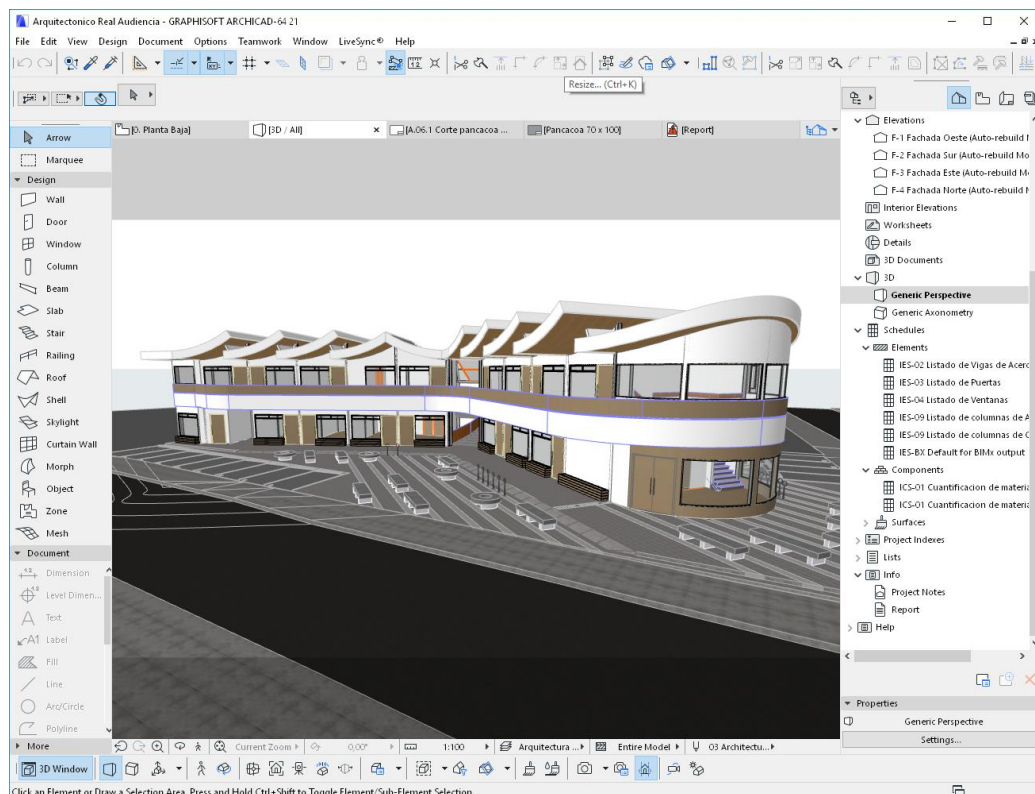 Arquitectonico Real Audiencia - GRAPHISOFT ARCHICAD-64 21
File Edit View Design Document Options Teamwork Window LiveSync® Help
Resize... (Ctrl+K)
[0. Planta Baja]
[3D / All]
[A.06.1 Corte pancacoa ...
[Pancacoa 70 x 100]
[Report]
Arrow
Marquee
Design
Wall
Door
Window
Column
Beam
Slab
Stair
Railing
Roof
Shell
Skylight
Curtain Wall
Morph
Object
Zone
Mesh
Document
Dimension
Level Dimen...
Text
A1 Label
Fill
Line
Arc/Circle
Polyline
More
Elevations
F-1 Fachada Oeste (Auto-rebuild
F-2 Fachada Sur (Auto-rebuild Mo
F-3 Fachada Este (Auto-rebuild M
F-4 Fachada Norte (Auto-rebuild
Interior Elevations
Worksheets
Details
3D Documents
3D
Generic Perspective
Generic Axonometry
Schedules
Elements
IES-02 Listado de Vigas de Acero
IES-03 Listado de Puertas
IES-04 Listado de Ventanas
IES-09 Listado de columnas de A
IES-09 Listado de columnas de C
IES-BX Default for BIMx output
Components
ICS-01 Cuantificacion de materia
ICS-01 Cuantificacion de materia
Surfaces
Project Indexes
Lists
Info
Project Notes
Report
Help
Properties
Generic Perspective
Settings...
Current Zoom
0,00°
1:100
Arquitectura ...
Entire Model
03 Architectu...
3D Window
Click an Element or Draw a Selection Area. Press and Hold Ctrl+Shift to Toggle Element/Sub-Element Selection.